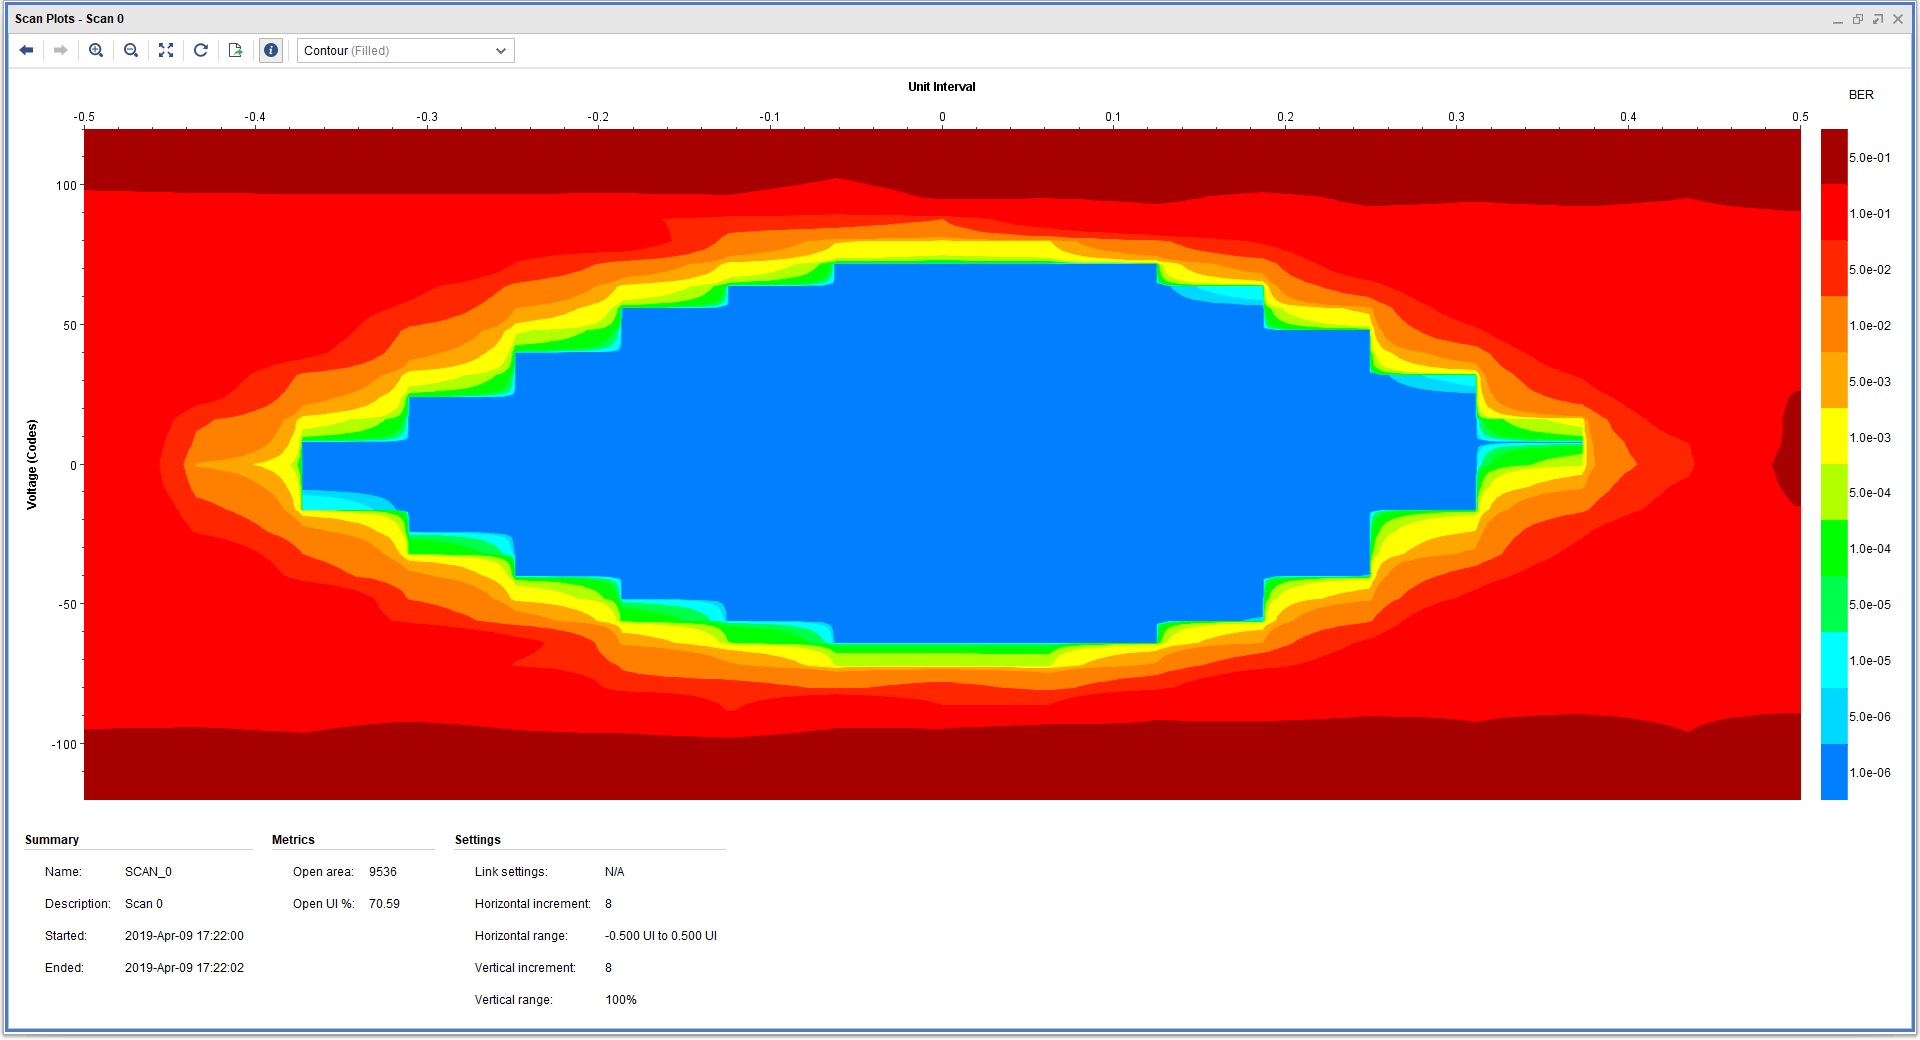 Scan Plots - Scan 0
Contour (Filled)
Unit Interval
BER
-0.5 -0.4 -0.3 -0.2 -0.1 0 0.1 0.2 0.3 0.4 0.5
Voltage (Codes)
100
50
0
-50
-100
5.0e-01
1.0e-01
5.0e-02
1.0e-02
5.0e-03
1.0e-03
5.0e-04
1.0e-04
5.0e-05
1.0e-05
5.0e-06
1.0e-06
Summary
Name: SCAN_0
Description: Scan 0
Started: 2019-Apr-09 17:22:00
Ended: 2019-Apr-09 17:22:02
Metrics
Open area: 9536
Open UI %: 70.59
Settings
Link settings: N/A
Horizontal increment: 8
Horizontal range: -0.500 UI to 0.500 UI
Vertical increment: 8
Vertical range: 100%